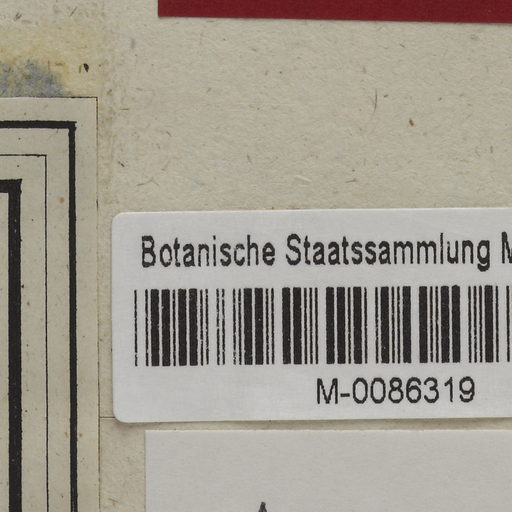 Botanische Staatssammlung M
M-0086319